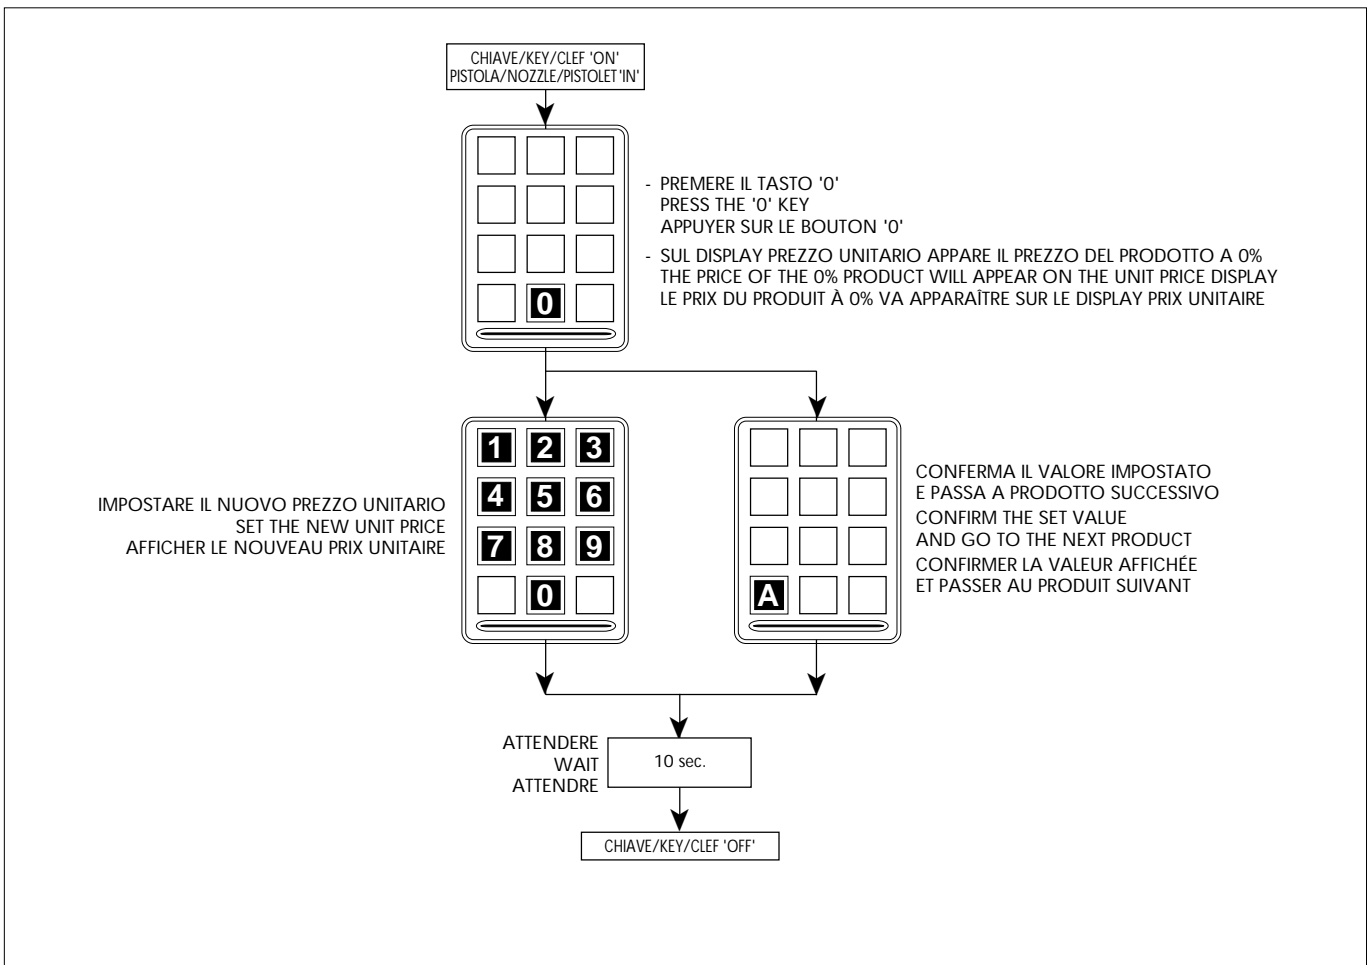 CHIAVE/KEY/CLEF 'ON'
PISTOLA/NOZZLE/PISTOLET 'IN'
- PREMERE IL TASTO '0'
PRESS THE '0' KEY
APPUYER SUR LE BOUTON '0'
- SUL DISPLAY PREZZO UNITARIO APPARE IL PREZZO DEL PRODOTTO A 0%
THE PRICE OF THE 0% PRODUCT WILL APPEAR ON THE UNIT PRICE DISPLAY
LE PRIX DU PRODUIT À 0% VA APPARAÎTRE SUR LE DISPLAY PRIX UNITAIRE
0
IMPOSTARE IL NUOVO PREZZO UNITARIO
SET THE NEW UNIT PRICE
AFFICHER LE NOUVEAU PRIX UNITAIRE
1 2 3
4 5 6
7 8 9
0
CONFERMA IL VALORE IMPOSTATO
E PASSA A PRODOTTO SUCCESSIVO
CONFIRM THE SET VALUE
AND GO TO THE NEXT PRODUCT
CONFIRMER LA VALEUR AFFICHÉE
ET PASSER AU PRODUIT SUIVANT
A
ATTENDERE
WAIT
ATTENDRE
10 sec.
CHIAVE/KEY/CLEF 'OFF'